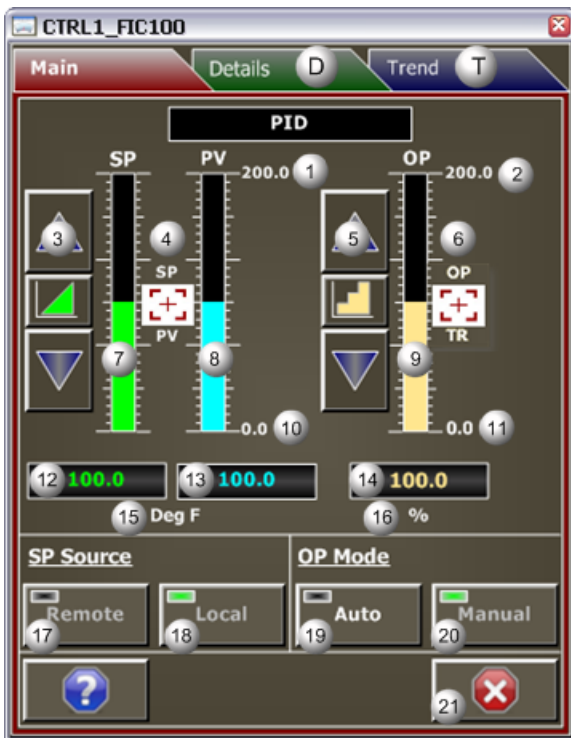 CTRL1_FIC100
Main Details D Trend T
PID
SP PV OP
200.0 1 200.0 2
3 4 5 6
SP OP
PV TR
7 8 9
0.0 10 0.0 11
12 100.0 13 100.0 14 100.0
15 Deg F 16 %
SP Source OP Mode
Remote Local Auto Manual
17 18 19 20
?
21